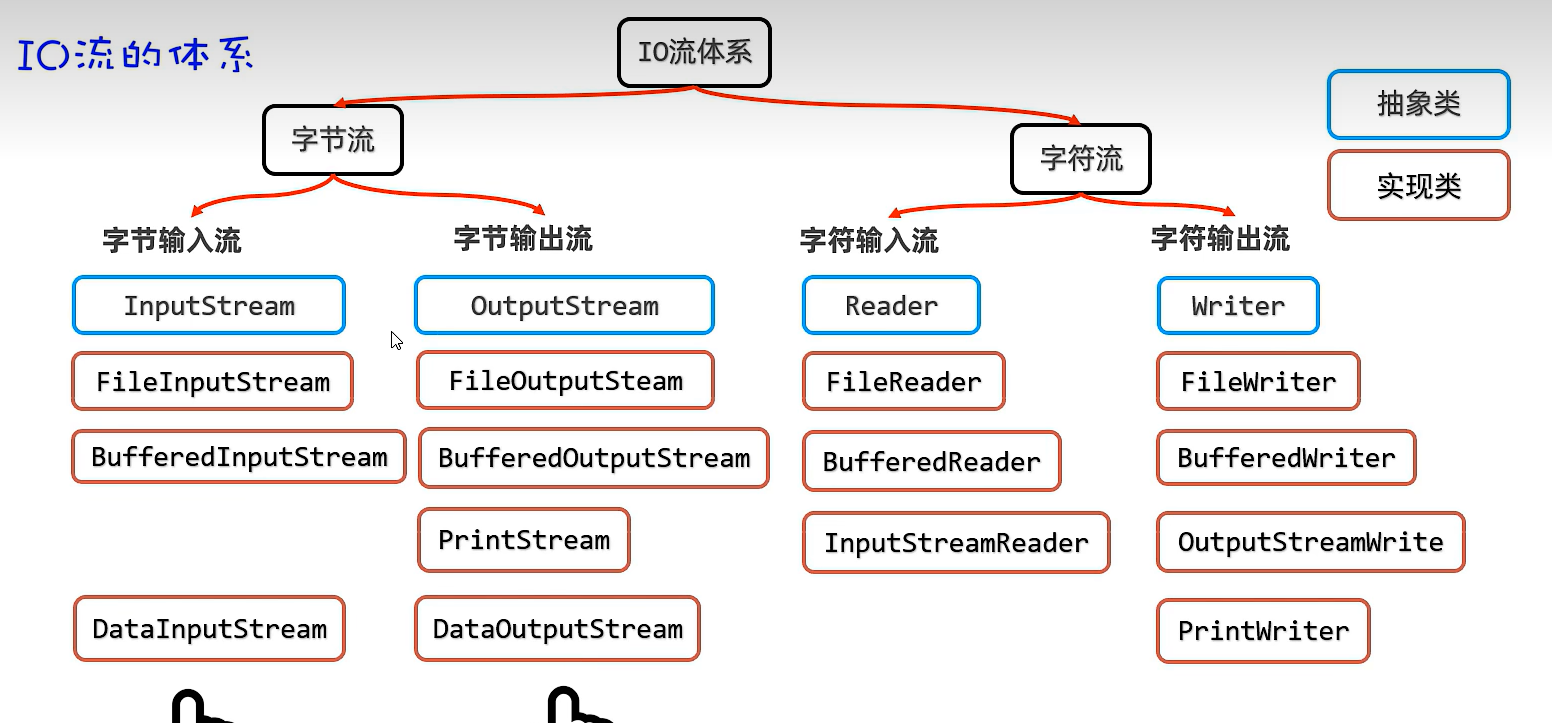 IO流的体系
IO流体系
抽象类
实现类
字节流
字符流
字节输入流
字节输出流
字符输入流
字符输出流
InputStream
OutputStream
Reader
Writer
FileInputStream
FileOutputSteam
FileReader
FileWriter
BufferedInputStream
BufferedOutputStream
BufferedReader
BufferedWriter
PrintStream
InputStreamReader
OutputStreamWrite
DataInputStream
DataOutputStream
PrintWriter